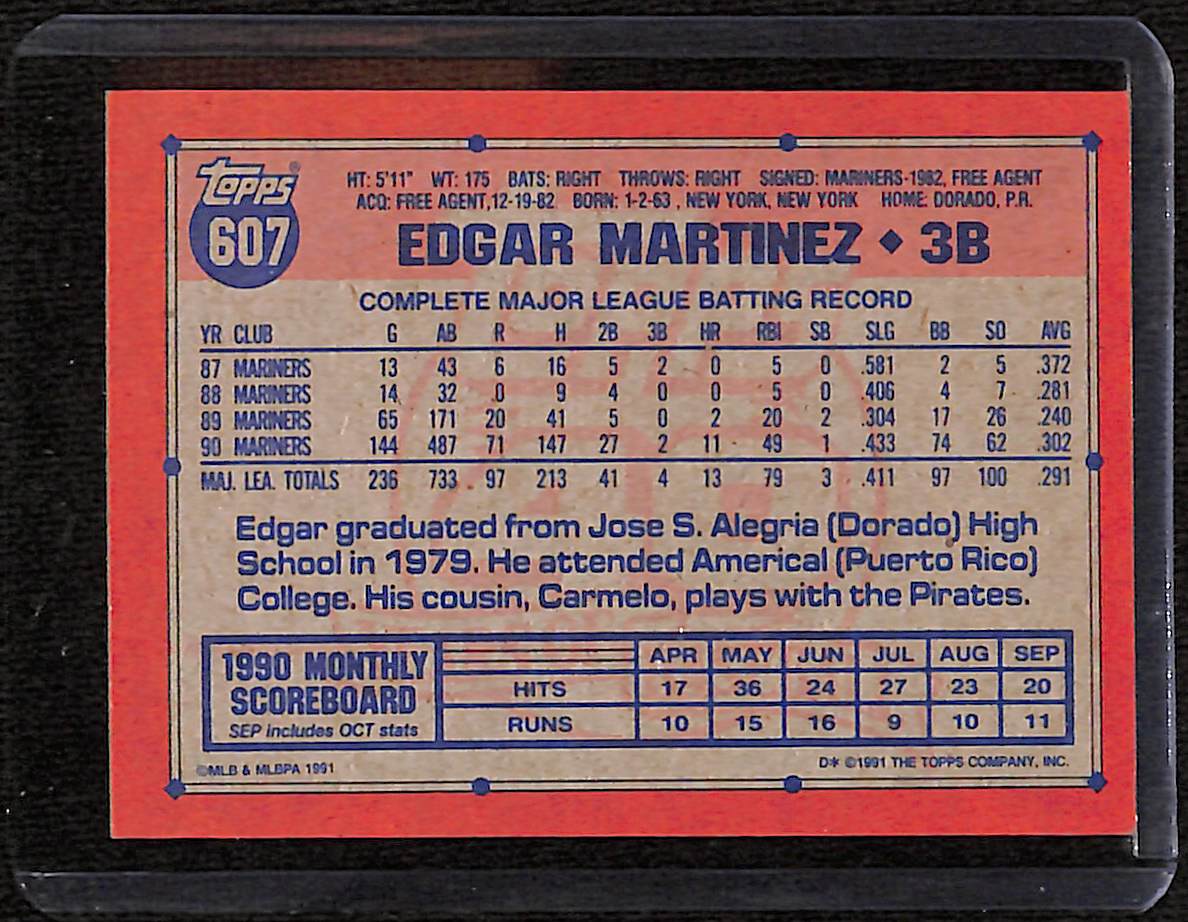 Topps®
607
HT: 5'11" WT: 175 BATS: RIGHT THROWS: RIGHT SIGNED: MARINERS-1982, FREE AGENT
ACQ: FREE AGENT,12-19-82 BORN: 1-2-63 , NEW YORK, NEW YORK HOME: DORADO, P.R.
EDGAR MARTINEZ ◆ 3B
COMPLETE MAJOR LEAGUE BATTING RECORD
YR CLUB G AB R H 2B 3B HR RBI SB SLG BB SO AVG
87 MARINERS 13 43 6 16 5 2 0 5 0 .581 2 5 .372
88 MARINERS 14 32 0 9 4 0 0 5 0 .406 4 7 .281
89 MARINERS 65 171 20 41 5 0 2 20 2 .304 17 26 .240
90 MARINERS 144 487 71 147 27 2 11 49 1 .433 74 62 .302
MAJ. LEA. TOTALS 236 733 97 213 41 4 13 79 3 .411 97 100 .291
Edgar graduated from Jose S. Alegria (Dorado) High
School in 1979. He attended Americal (Puerto Rico)
College. His cousin, Carmelo, plays with the Pirates.
1990 MONTHLY
SCOREBOARD
SEP includes OCT stats
APR MAY JUN JUL AUG SEP
HITS 17 36 24 27 23 20
RUNS 10 15 16 9 10 11
©MLB & MLBPA 1991
D* ©1991 THE TOPPS COMPANY, INC.